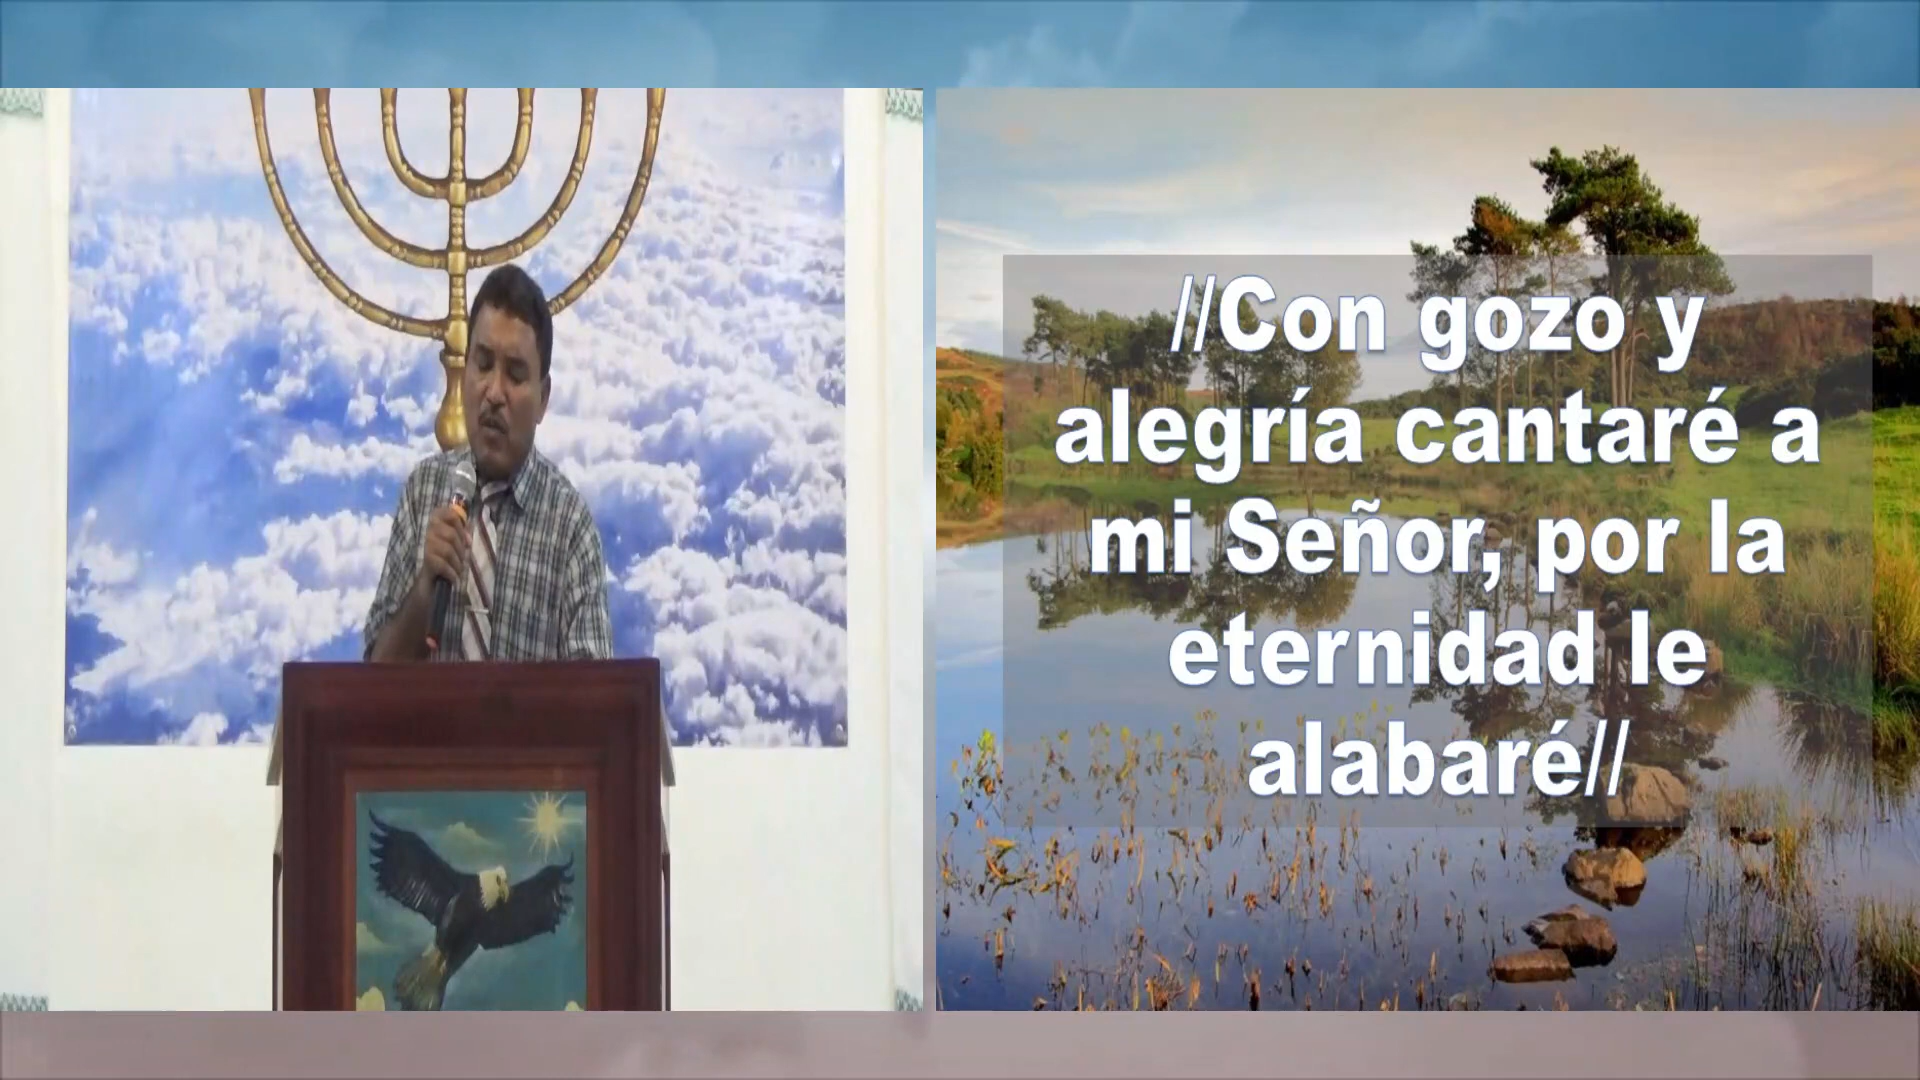 //Con gozo y
alegría cantaré a
mi Señor, por la
eternidad le
alabaré//